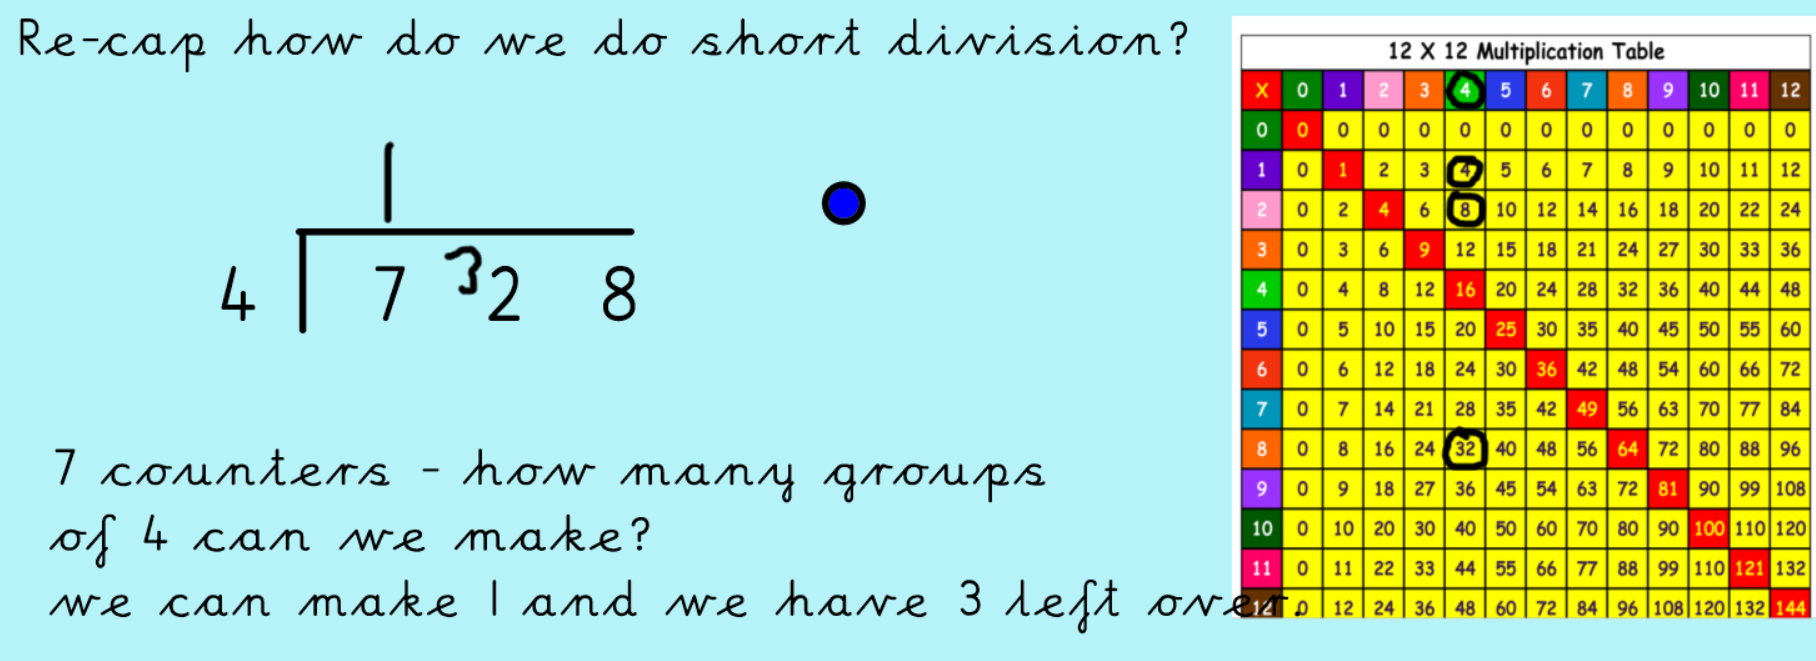 Re-cap how do we do short division?
1
4 7 3 2 8
7 counters - how many groups
of 4 can we make?
we can make 1 and we have 3 left over.
12 X 12 Multiplication Table
X 0 1 2 3 4 5 6 7 8 9 10 11 12
0 0 0 0 0 0 0 0 0 0 0 0 0 0
1 0 1 2 3 4 5 6 7 8 9 10 11 12
2 0 2 4 6 8 10 12 14 16 18 20 22 24
3 0 3 6 9 12 15 18 21 24 27 30 33 36
4 0 4 8 12 16 20 24 28 32 36 40 44 48
5 0 5 10 15 20 25 30 35 40 45 50 55 60
6 0 6 12 18 24 30 36 42 48 54 60 66 72
7 0 7 14 21 28 35 42 49 56 63 70 77 84
8 0 8 16 24 32 40 48 56 64 72 80 88 96
9 0 9 18 27 36 45 54 63 72 81 90 99 108
10 0 10 20 30 40 50 60 70 80 90 100 110 120
11 0 11 22 33 44 55 66 77 88 99 110 121 132
12 0 12 24 36 48 60 72 84 96 108 120 132 144